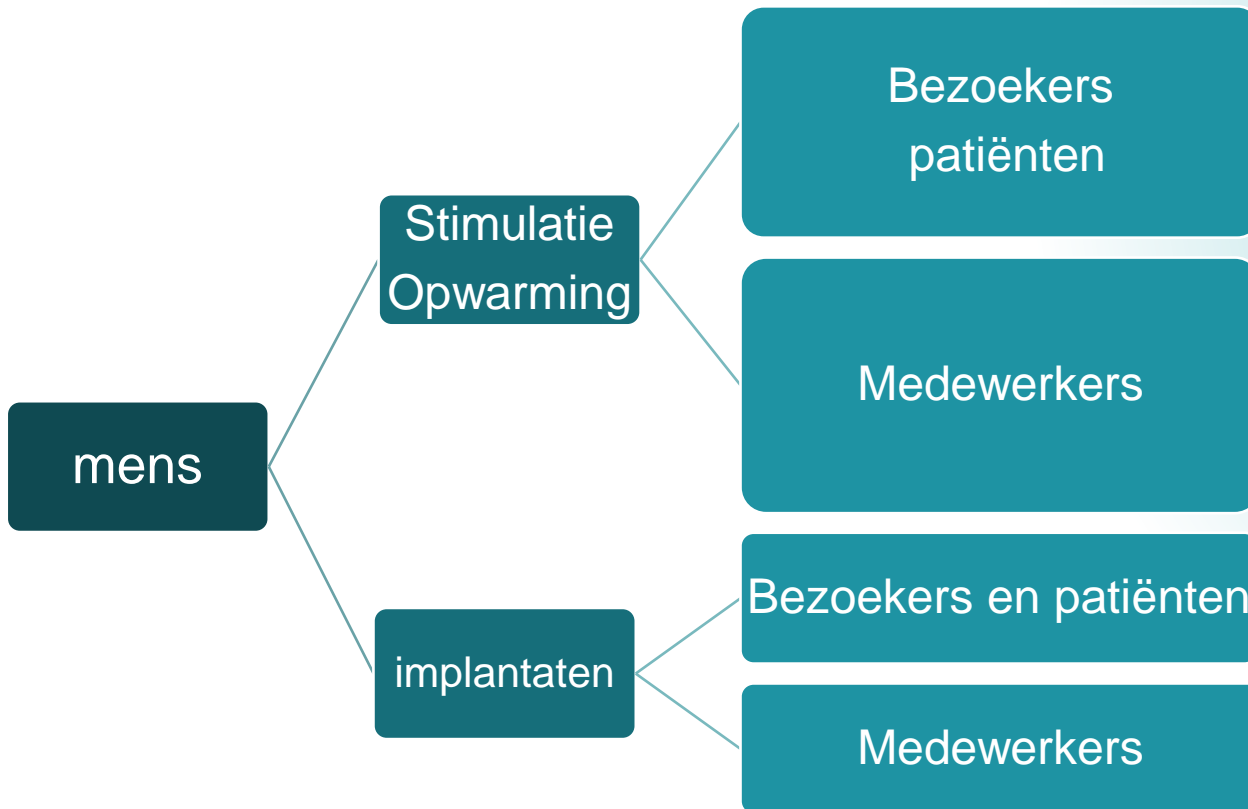 mens
Stimulatie
Opwarming
implantaten
Bezoekers
patiënten
Medewerkers
Bezoekers en patiënten
Medewerkers